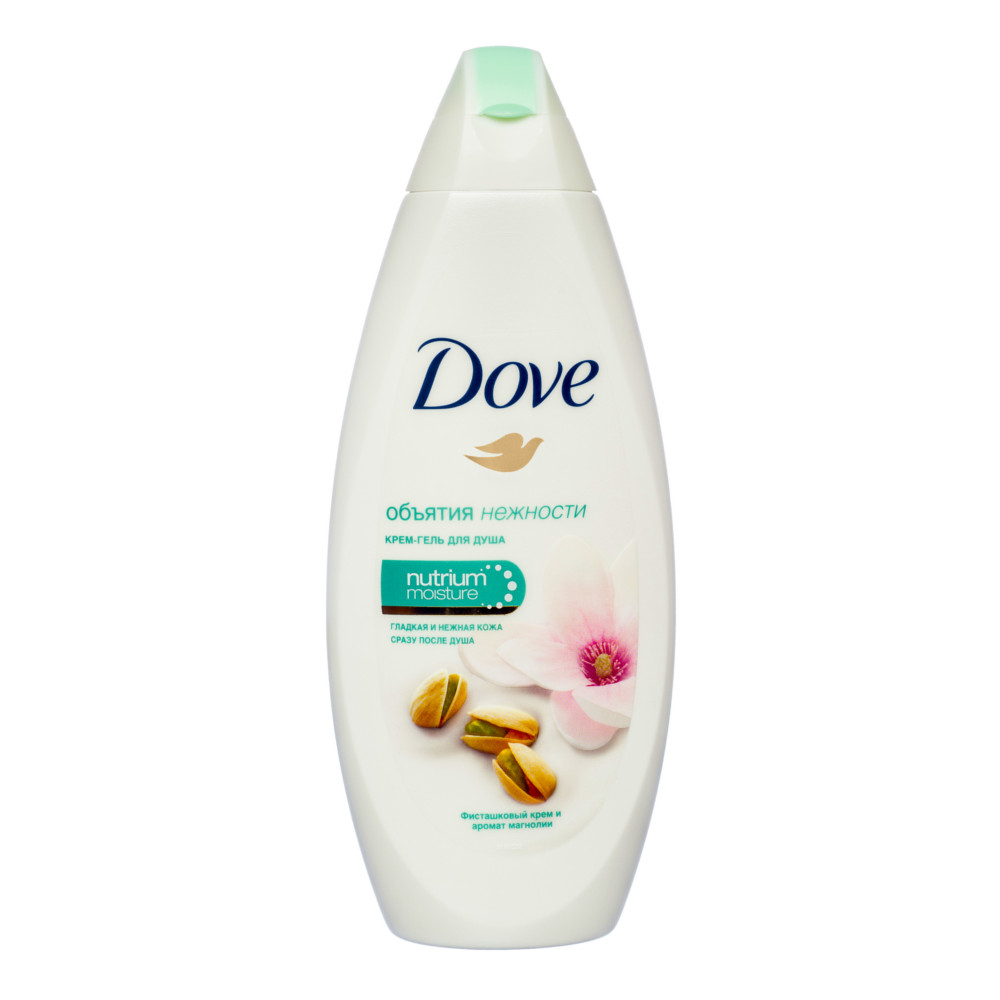 Dove
объятия нежности
КРЕМ-ГЕЛЬ ДЛЯ ДУША
nutrium
moisture
ГЛАДКАЯ И НЕЖНАЯ КОЖА
СРАЗУ ПОСЛЕ ДУША
Фисташковый крем и
аромат магнолии